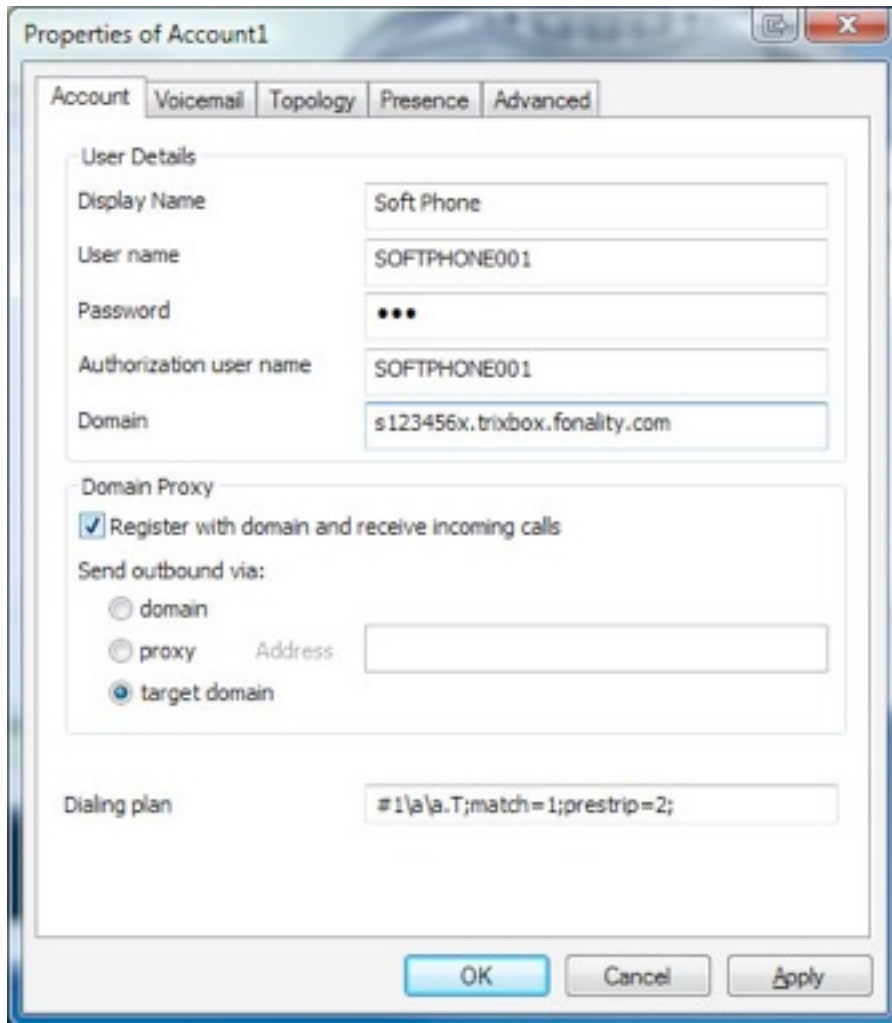 Properties of Account1
Account Voicemail Topology Presence Advanced
User Details
Display Name Soft Phone
User name SOFTPHONE001
Password •••
Authorization user name SOFTPHONE001
Domain s123456x.trixbox.fonality.com
Domain Proxy
Register with domain and receive incoming calls
Send outbound via:
domain
proxy Address
target domain
Dialing plan #1\a\a.T;match=1;prestrip=2;
OK Cancel Apply